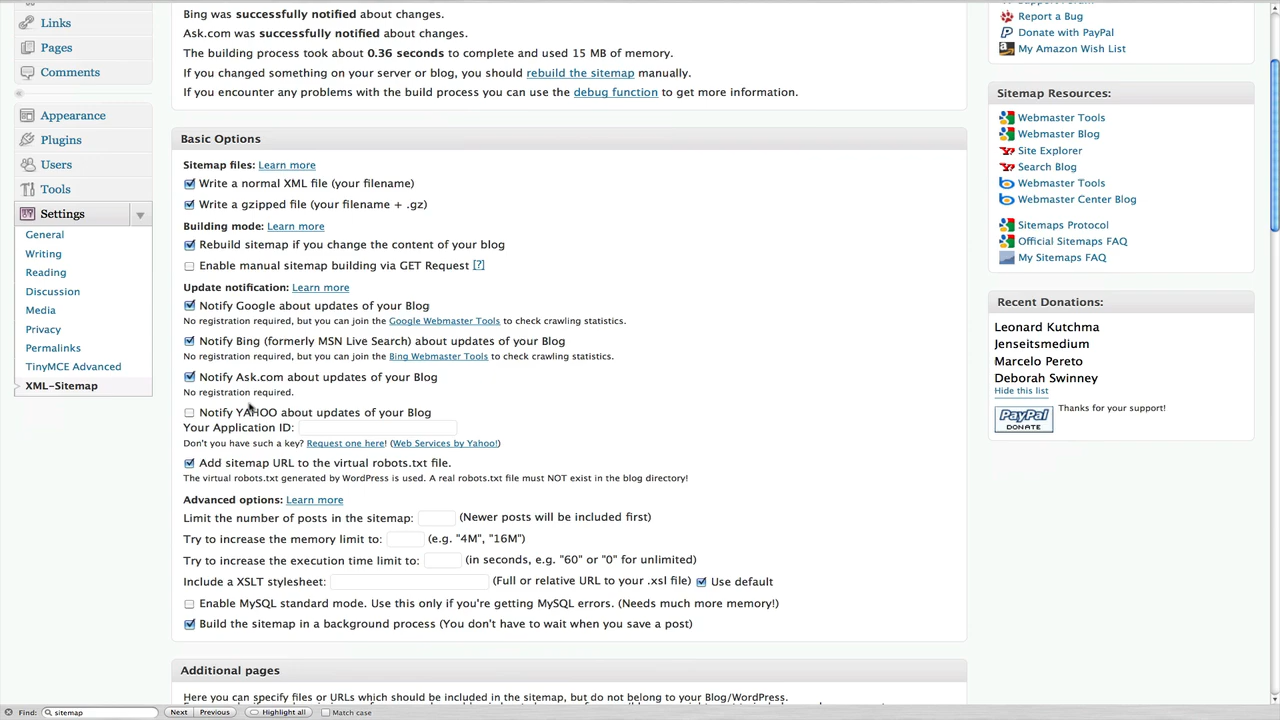 Links
Pages
Comments
Appearance
Plugins
Users
Tools
Settings
General
Writing
Reading
Discussion
Media
Privacy
Permalinks
TinyMCE Advanced
XML-Sitemap
Bing was successfully notified about changes.
Ask.com was successfully notified about changes.
The building process took about 0.36 seconds to complete and used 15 MB of memory.
If you changed something on your server or blog, you should rebuild the sitemap manually.
If you encounter any problems with the build process you can use the debug function to get more information.
Basic Options
Sitemap files: Learn more
Write a normal XML file (your filename)
Write a gzipped file (your filename + .gz)
Building mode: Learn more
Rebuild sitemap if you change the content of your blog
Enable manual sitemap building via GET Request [?]
Update notification: Learn more
Notify Google about updates of your Blog
No registration required, but you can join the Google Webmaster Tools to check crawling statistics.
Notify Bing (formerly MSN Live Search) about updates of your Blog
No registration required, but you can join the Bing Webmaster Tools to check crawling statistics.
Notify Ask.com about updates of your Blog
No registration required.
Notify YAHOO about updates of your Blog
Your Application ID:
Don't you have such a key? Request one here! (Web Services by Yahoo!)
Add sitemap URL to the virtual robots.txt file.
The virtual robots.txt generated by WordPress is used. A real robots.txt file must NOT exist in the blog directory!
Advanced options: Learn more
Limit the number of posts in the sitemap: (Newer posts will be included first)
Try to increase the memory limit to: (e.g. "4M", "16M")
Try to increase the execution time limit to: (in seconds, e.g. "60" or "0" for unlimited)
Include a XSLT stylesheet: (Full or relative URL to your .xsl file) Use default
Enable MySQL standard mode. Use this only if you're getting MySQL errors. (Needs much more memory!)
Build the sitemap in a background process (You don't have to wait when you save a post)
Additional pages
Here you can specify files or URLs which should be included in the sitemap, but do not belong to your Blog/WordPress.
Report a Bug
Donate with PayPal
My Amazon Wish List
Sitemap Resources:
Webmaster Tools
Webmaster Blog
Site Explorer
Search Blog
Webmaster Tools
Webmaster Center Blog
Sitemaps Protocol
Official Sitemaps FAQ
My Sitemaps FAQ
Recent Donations:
Leonard Kutchma
Jenseitsmedium
Marcelo Pereto
Deborah Swinney
Hide this list
PayPal
DONATE
Thanks for your support!
Find: sitemap Next Previous Highlight all Match case